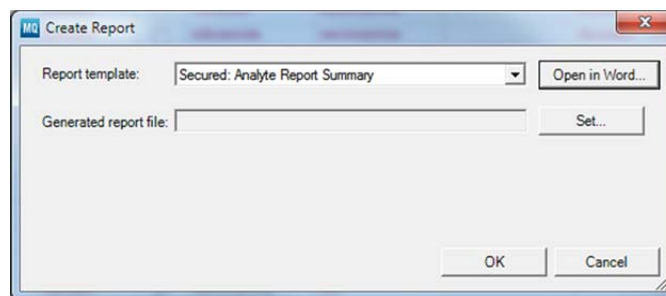 MQ Create Report
Report template: Secured: Analyte Report Summary Open in Word...
Generated report file: Set...
OK Cancel